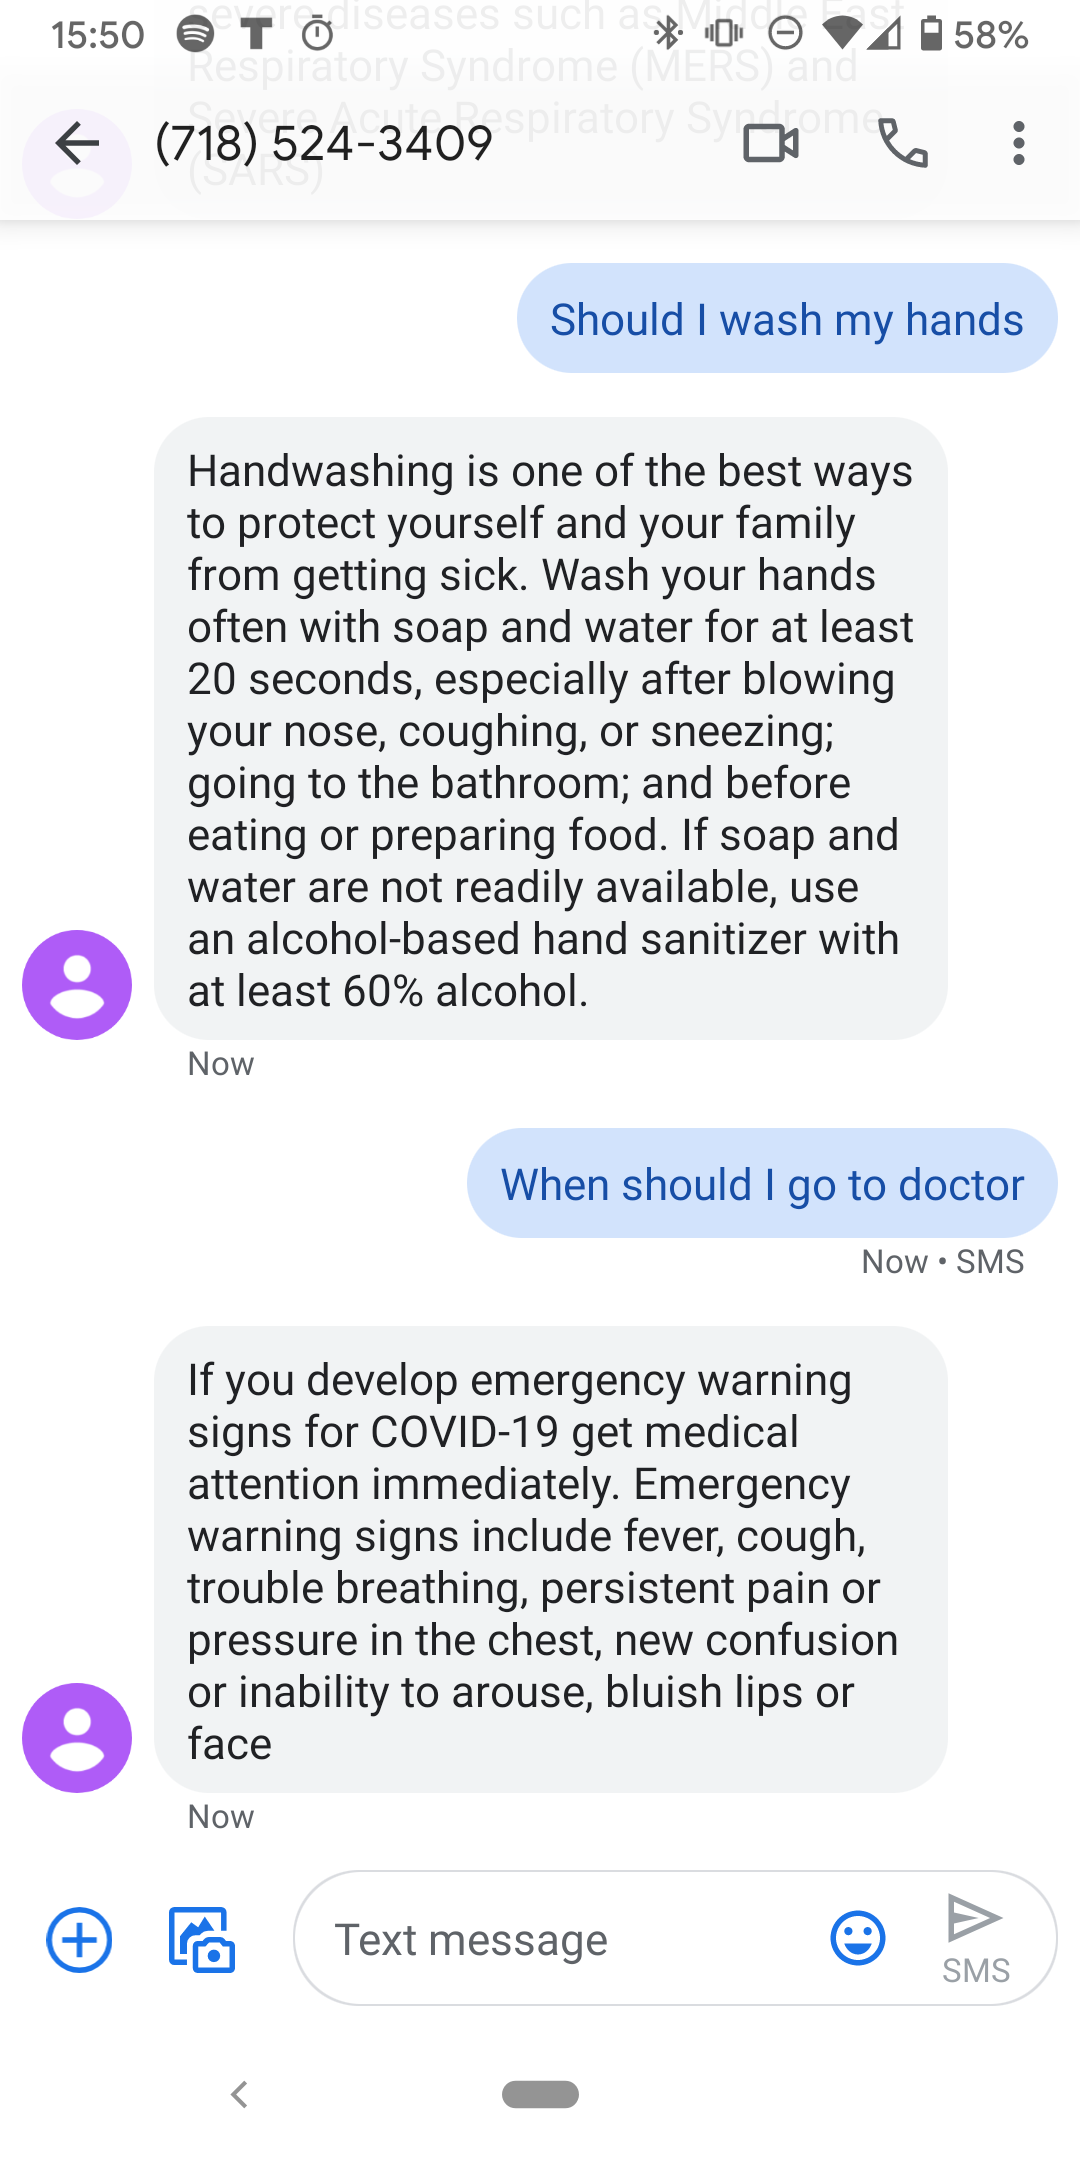 severe diseases such as Middle East
15:50 58%
Respiratory Syndrome (MERS) and
Severe Acute Respiratory Syndrome
(718) 524-3409
(SARS)
Should I wash my hands
Handwashing is one of the best ways
to protect yourself and your family
from getting sick. Wash your hands
often with soap and water for at least
20 seconds, especially after blowing
your nose, coughing, or sneezing;
going to the bathroom; and before
eating or preparing food. If soap and
water are not readily available, use
an alcohol-based hand sanitizer with
at least 60% alcohol.
Now
When should I go to doctor
Now • SMS
If you develop emergency warning
signs for COVID-19 get medical
attention immediately. Emergency
warning signs include fever, cough,
trouble breathing, persistent pain or
pressure in the chest, new confusion
or inability to arouse, bluish lips or
face
Now
Text message
SMS